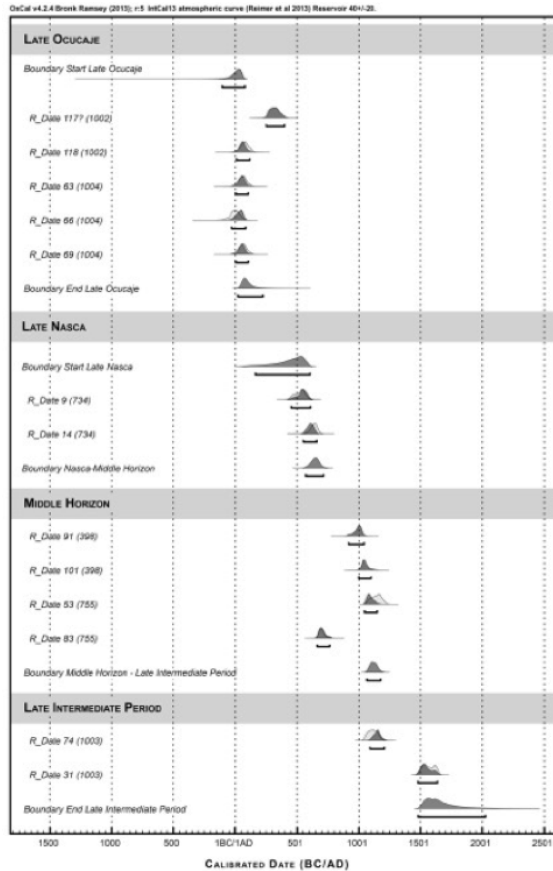 OxCal v4.2.4 Bronk Ramsey (2013); r:5 IntCal13 atmospheric curve (Reimer et al 2013) Reservoir 40+/-20.
LATE OCUCAJE
Boundary Start Late Ocucaje
R_Date 117? (1002)
R_Date 118 (1002)
R_Date 63 (1004)
R_Date 66 (1004)
R_Date 69 (1004)
Boundary End Late Ocucaje
LATE NASCA
Boundary Start Late Nasca
R_Date 9 (734)
R_Date 14 (734)
Boundary Nasca-Middle Horizon
MIDDLE HORIZON
R_Date 91 (398)
R_Date 101 (398)
R_Date 53 (755)
R_Date 83 (755)
Boundary Middle Horizon - Late Intermediate Period
LATE INTERMEDIATE PERIOD
R_Date 74 (1003)
R_Date 31 (1003)
Boundary End Late Intermediate Period
1500 1000 500 1BC/1AD 501 1001 1501 2001 2501
CALIBRATED DATE (BC/AD)